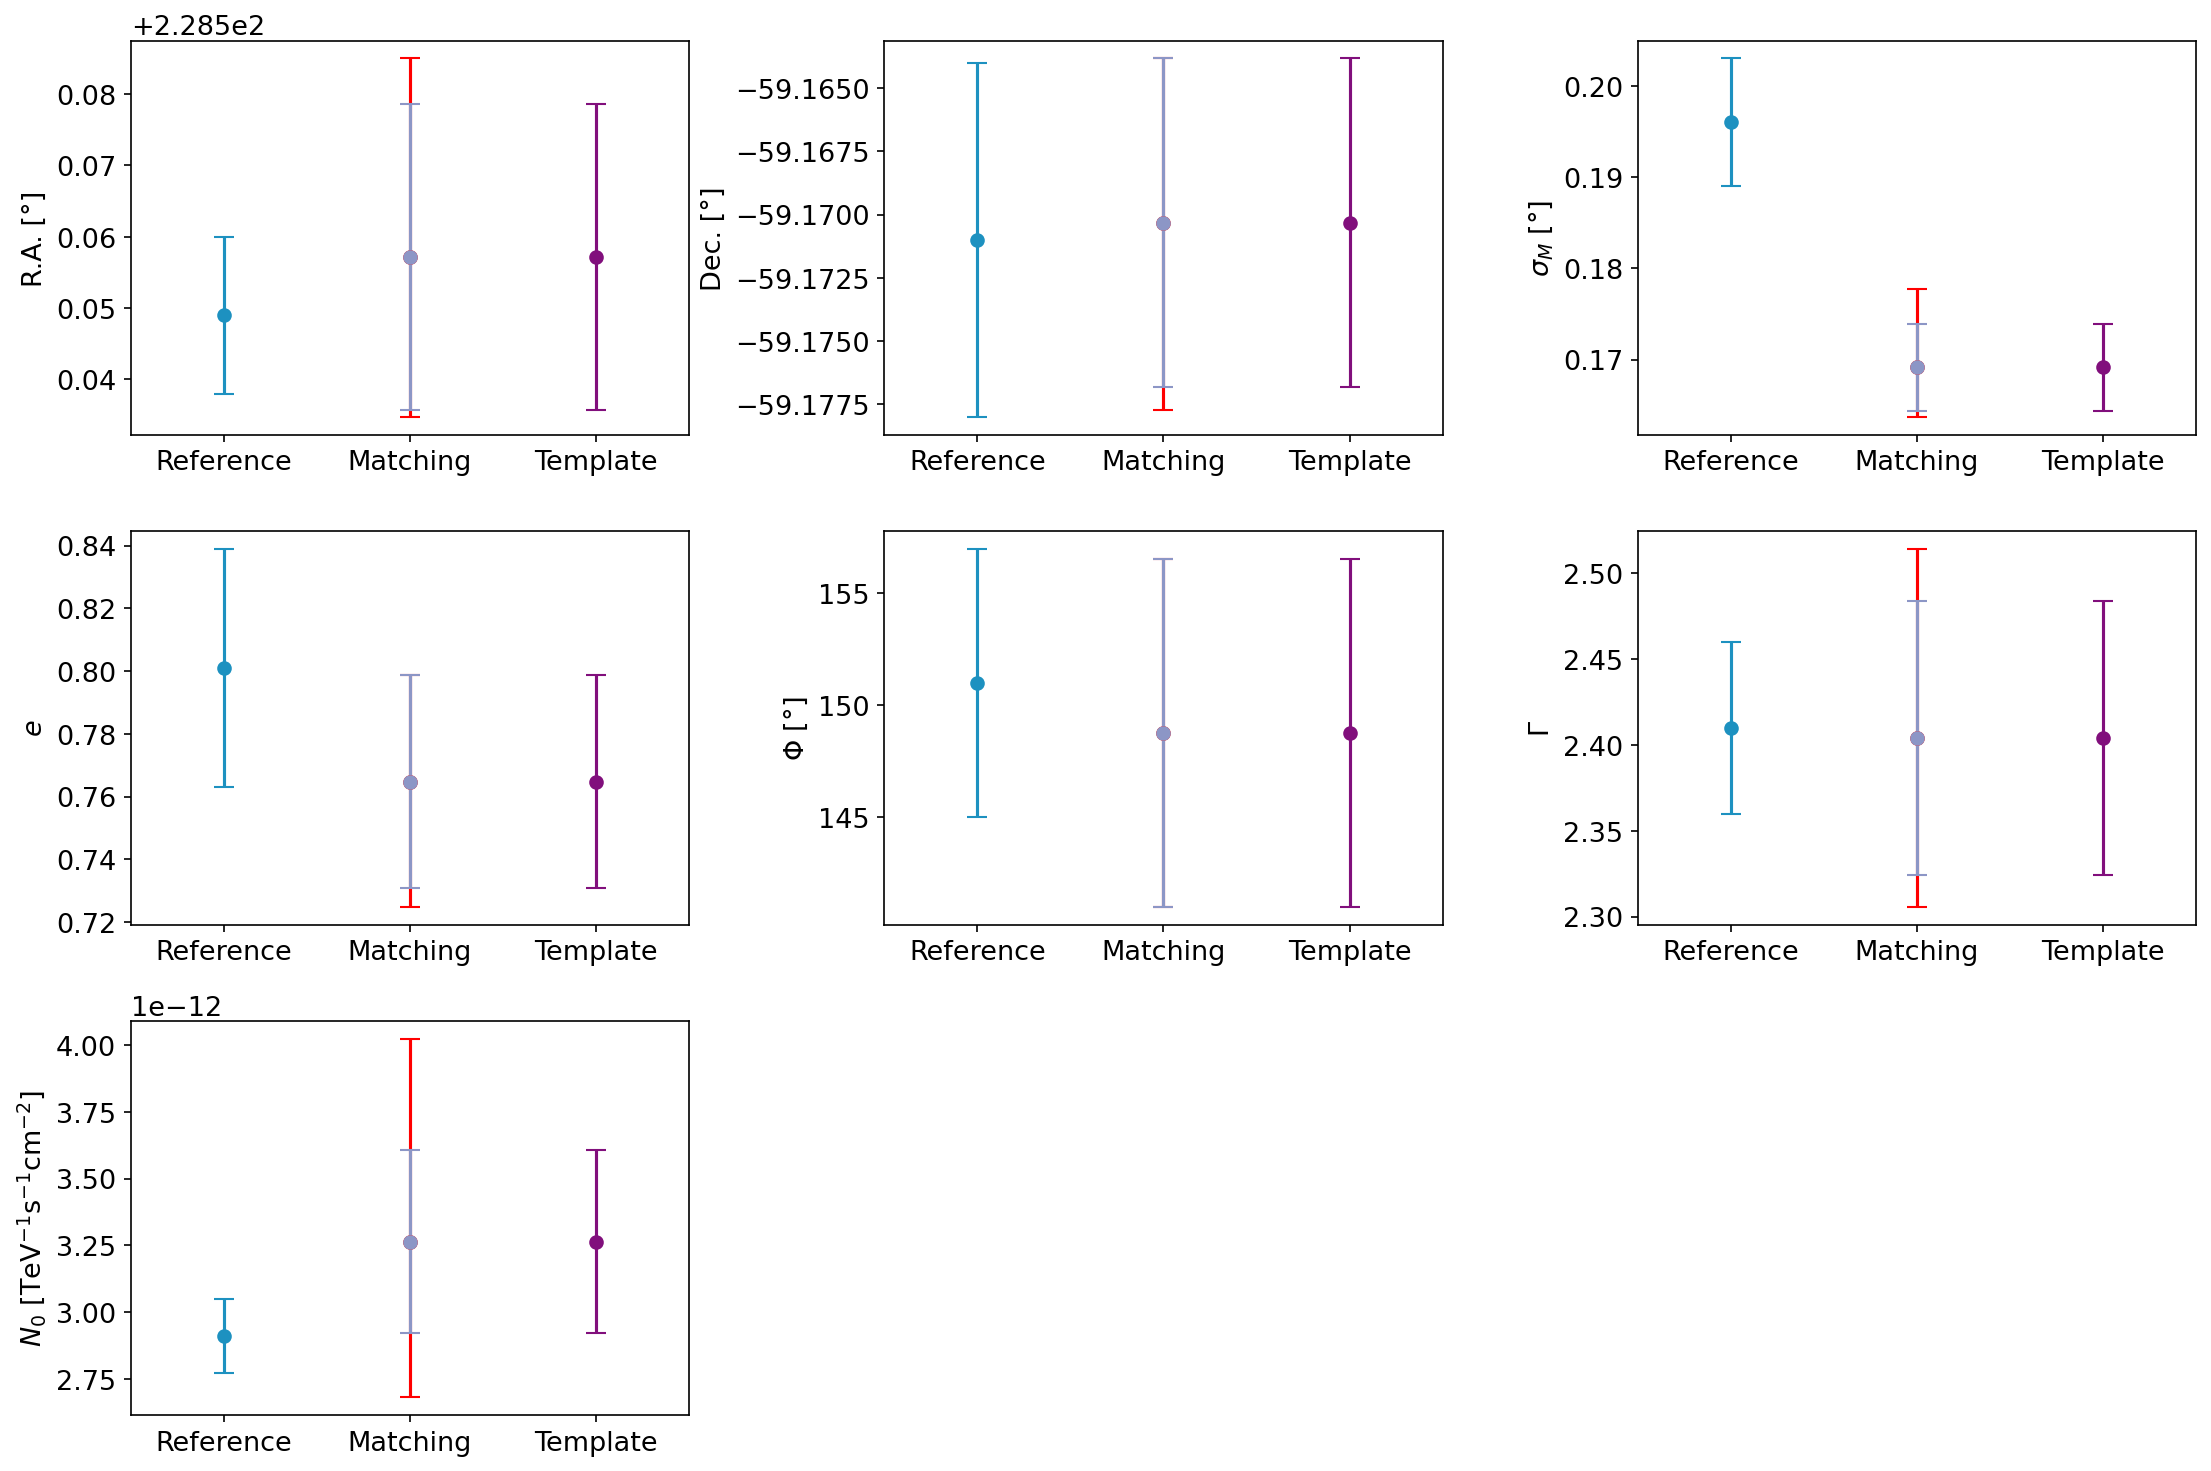 +2.285e2
R.A. [°]
0.08
0.07
0.06
0.05
0.04
Reference Matching Template
Dec. [°]
−59.1650
−59.1675
−59.1700
−59.1725
−59.1750
−59.1775
Reference Matching Template
σ_M [°]
0.20
0.19
0.18
0.17
Reference Matching Template
e
0.84
0.82
0.80
0.78
0.76
0.74
0.72
Reference Matching Template
Φ [°]
155
150
145
Reference Matching Template
Γ
2.50
2.45
2.40
2.35
2.30
Reference Matching Template
1e−12
N₀ [TeV⁻¹s⁻¹cm⁻²]
4.00
3.75
3.50
3.25
3.00
2.75
Reference Matching Template